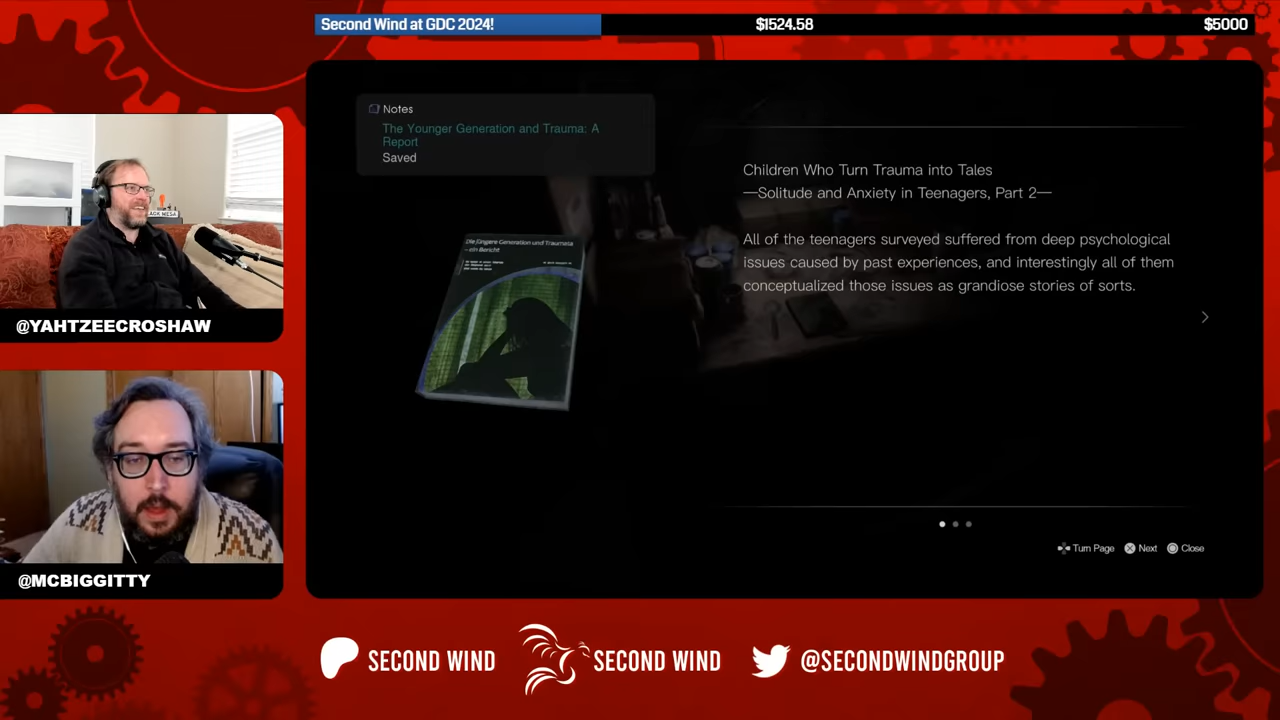 Second Wind at GDC 2024!
$1524.58
$5000
Notes
The Younger Generation and Trauma: A
Report
Saved
Children Who Turn Trauma into Tales
—Solitude and Anxiety in Teenagers, Part 2—
All of the teenagers surveyed suffered from deep psychological
issues caused by past experiences, and interestingly all of them
conceptualized those issues as grandiose stories of sorts.
Die jüngere Generation und Traumata
– ein Bericht
BLACK MESA
@YAHTZEECROSHAW
@MCBIGGITTY
Turn Page
Next
Close
SECOND WIND
SECOND WIND
@SECONDWINDGROUP